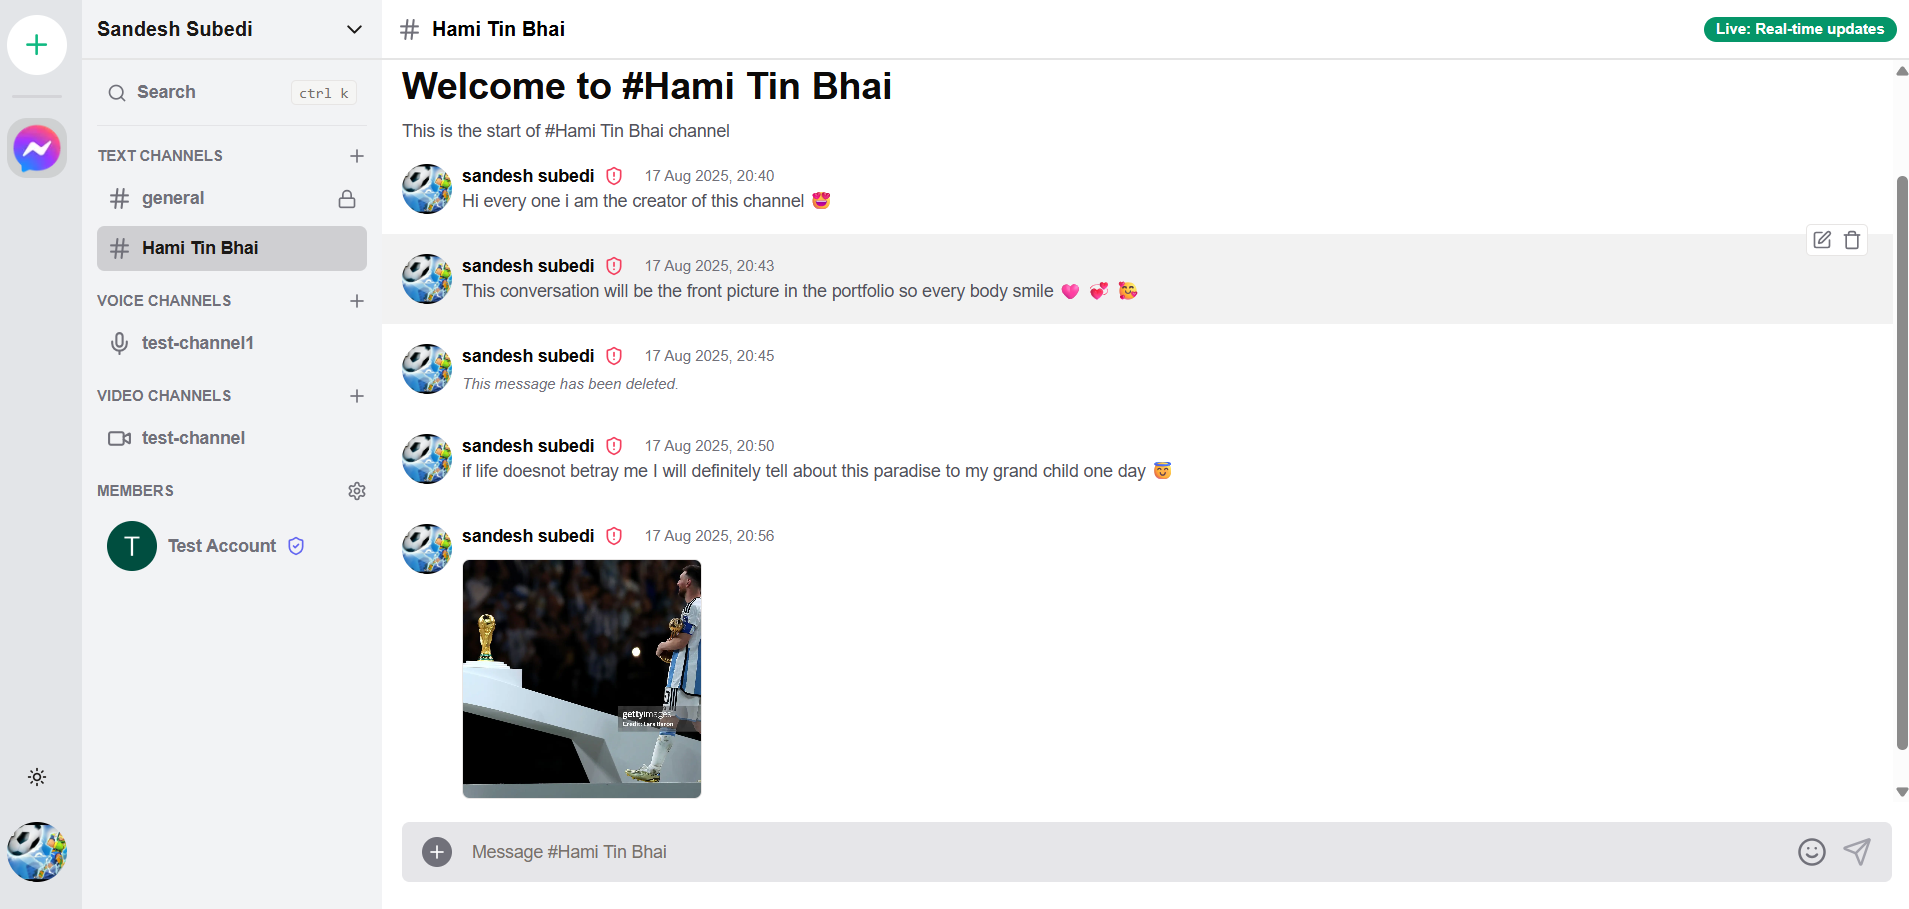 Sandesh Subedi
Search
ctrl k
TEXT CHANNELS
general
Hami Tin Bhai
VOICE CHANNELS
test-channel1
VIDEO CHANNELS
test-channel
MEMBERS
T
Test Account
Hami Tin Bhai
Live: Real-time updates
Welcome to #Hami Tin Bhai
This is the start of #Hami Tin Bhai channel
sandesh subedi 17 Aug 2025, 20:40
Hi every one i am the creator of this channel 😍
sandesh subedi 17 Aug 2025, 20:43
This conversation will be the front picture in the portfolio so every body smile 🩷 💞 🥰
sandesh subedi 17 Aug 2025, 20:45
This message has been deleted.
sandesh subedi 17 Aug 2025, 20:50
if life doesnot betray me I will definitely tell about this paradise to my grand child one day 😇
sandesh subedi 17 Aug 2025, 20:56
gettyimages
Credit: Lars Baron
Message #Hami Tin Bhai